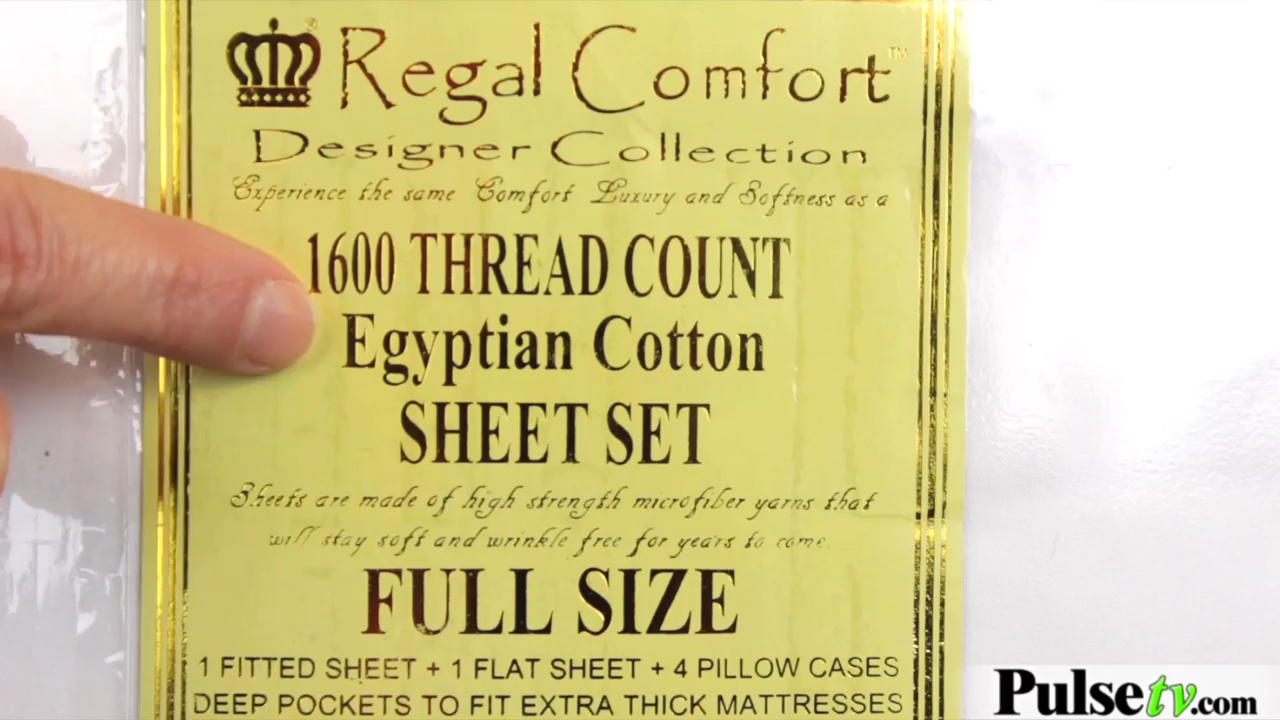 Regal Comfort™
Designer Collection
Experience the same Comfort Luxury and Softness as a
1600 THREAD COUNT
Egyptian Cotton
SHEET SET
Sheets are made of high strength microfiber yarns that
will stay soft and wrinkle free for years to come.
FULL SIZE
1 FITTED SHEET + 1 FLAT SHEET + 4 PILLOW CASES
DEEP POCKETS TO FIT EXTRA THICK MATTRESSES
Pulsetv.com